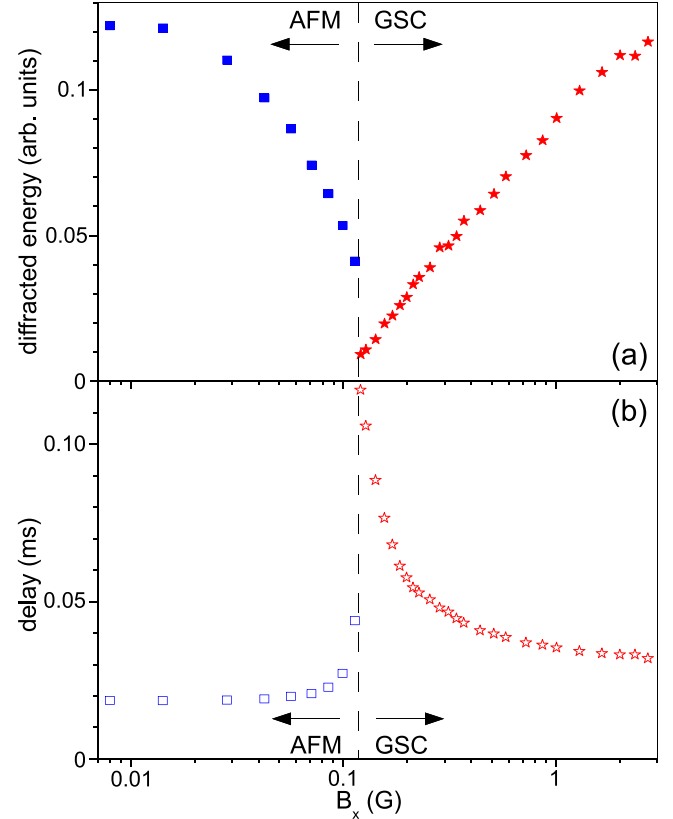 AFM GSC
0.1
0.05
0
diffracted energy (arb. units)
(a)
(b)
0.10
0.05
0
delay (ms)
AFM GSC
0.01 0.1 1
Bx (G)